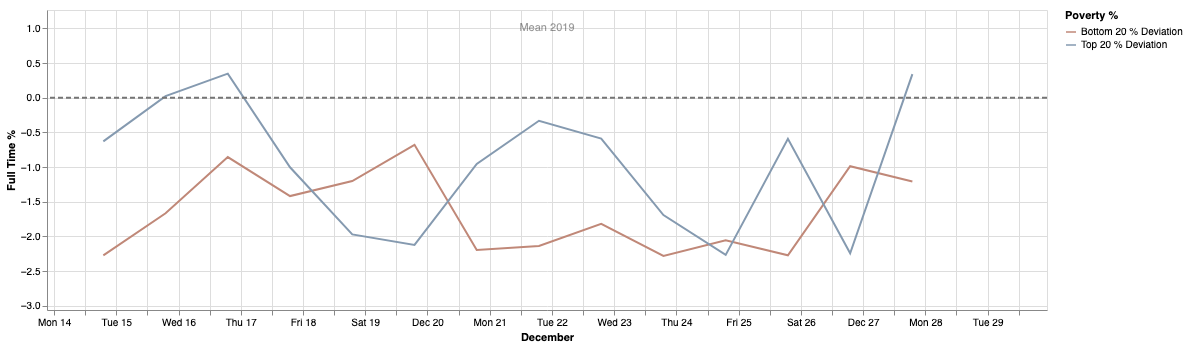 Mean 2019
Poverty %
Bottom 20 % Deviation
Top 20 % Deviation
Full Time %
1.0
0.5
0.0
−0.5
−1.0
−1.5
−2.0
−2.5
−3.0
Mon 14 Tue 15 Wed 16 Thu 17 Fri 18 Sat 19 Dec 20 Mon 21 Tue 22 Wed 23 Thu 24 Fri 25 Sat 26 Dec 27 Mon 28 Tue 29
December